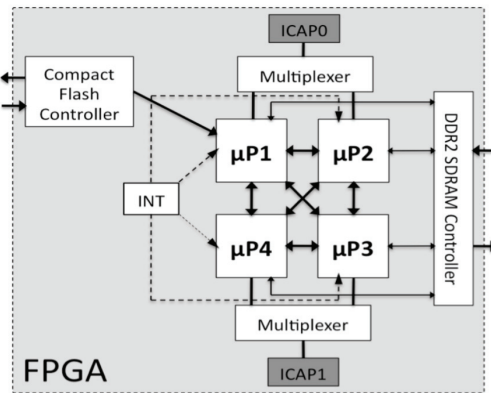 ICAP0
Multiplexer
Compact
Flash
Controller
µP1
µP2
DDR2 SDRAM Controller
INT
µP4
µP3
Multiplexer
ICAP1
FPGA